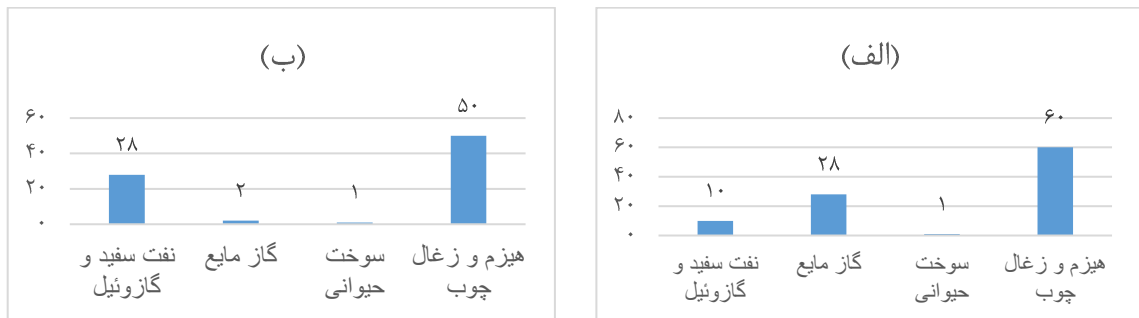 (الف)
۸۰
۶۰
۴۰
۲۰
۰
۶۰
۱
۲۸
۱۰
هیزم و زغال چوب
سوخت حیوانی
گاز مایع
نفت سفید و گازوئیل
(ب)
۶۰
۴۰
۲۰
۰
۵۰
۱
۲
۲۸
هیزم و زغال چوب
سوخت حیوانی
گاز مایع
نفت سفید و گازوئیل